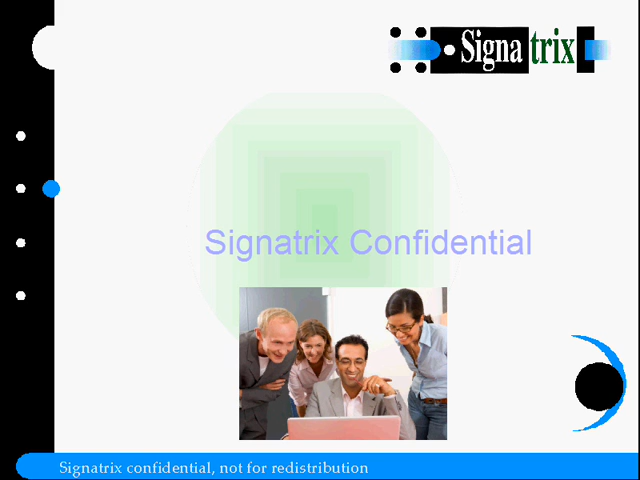 Signatrix
Signatrix Confidential
Signatrix confidential, not for redistribution